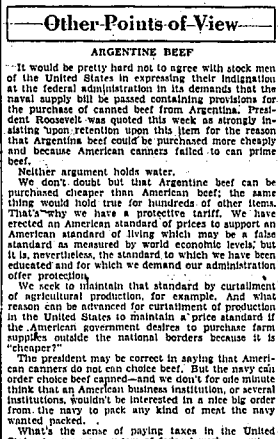 Other Points of View
ARGENTINE BEEF
It would be pretty hard not to agree with stock men
of the United States in expressing their indignation
at the federal administration in its demands that the
naval supply bill be passed containing provisions for
the purchase of canned beef from Argentina. Presi-
dent Roosevelt was quoted this week as strongly in-
sisting upon retention upon this item for the reason
that Argentina beef could be purchased more cheaply
and because American canners failed to can prime
beef.
Neither argument holds water.
We don't doubt but that Argentine beef can be
purchased cheaper than American beef; the same
thing would hold true for hundreds of other items.
That's why we have a protective tariff. We have
erected an American standard of prices to support an
American standard of living which may be a false
standard as measured by world economic levels, but
it is, nevertheless, the standard to which we have been
educated and for which we demand our administration
offer protection.
We seek to maintain that standard by curtailment
of agricultural production, for example. And what
reason can be advanced for curtailment of production
in the United States to maintain a price standard if
the American government desires to purchase farm
supplies outside the national borders because it is
"cheaper?"
The president may be correct in saying that Ameri-
can canners do not can choice beef. But the navy can
order choice beef canned—and we don't for one minute
think that an American business institution, or several
institutions, wouldn't be interested in a nice big order
from the navy to pack any kind of meat the navy
wanted packed.
What's the sense of paying taxes in the United